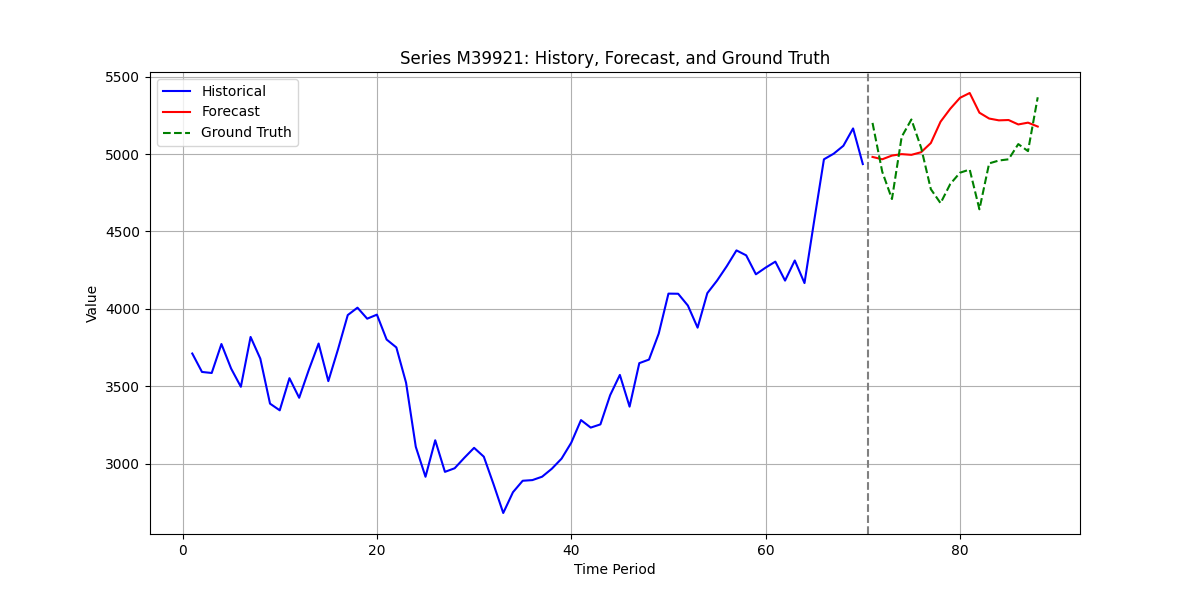 Series M39921: History, Forecast, and Ground Truth
5500
5000
4500
4000
3500
3000
Value
Historical
Forecast
Ground Truth
0
20
40
60
80
Time Period